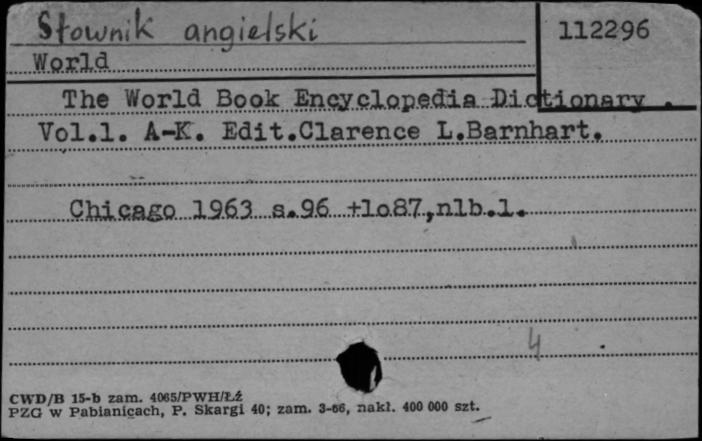 Słownik angielski
112296
World
The World Book Encyclopedia Dictionary .
Vol.1. A-K. Edit.Clarence L.Barnhart.
Chicago 1963 s.96 +1o87,nlb.1.
4
CWD/B 15-b zam. 4065/PWH/Łź
PZG w Pabianicach, P. Skargi 40; zam. 3-66, nakł. 400 000 szt.